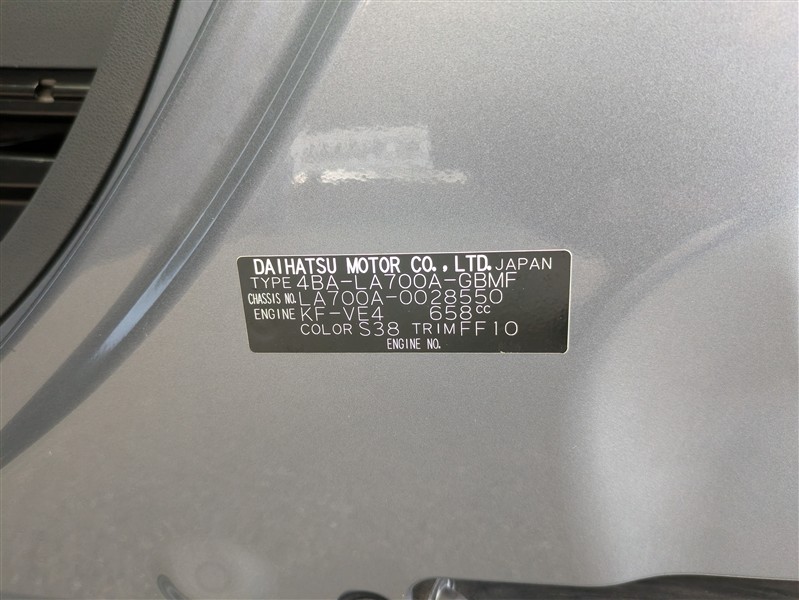 DAIHATSU MOTOR CO.,LTD. JAPAN
TYPE 4BA-LA700A-GBMF
CHASSIS NO. LA700A-0028550
ENGINE KF-VE4 658cc
COLOR S38 TRIM FF10
ENGINE NO.